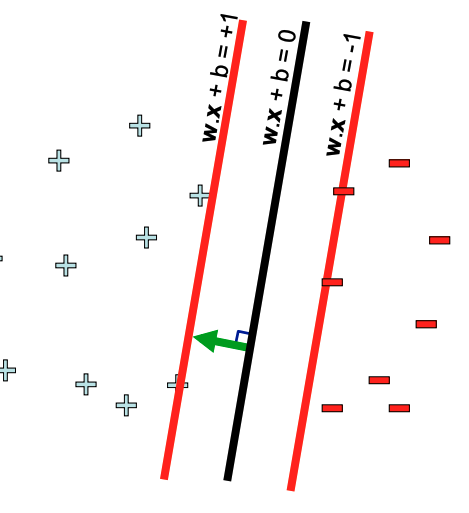 w.x + b = +1
w.x + b = 0
w.x + b = -1